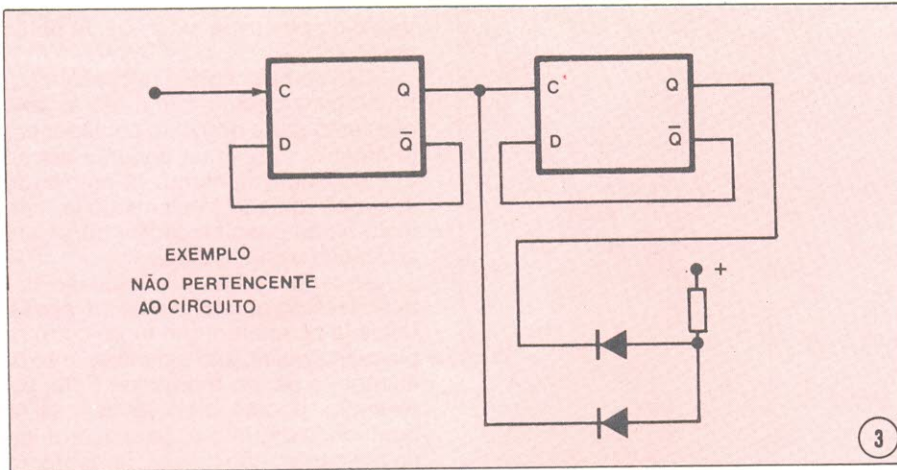 C Q
D Q̅
C Q
D Q̅
EXEMPLO
NÃO PERTENCENTE
AO CIRCUITO
+
3